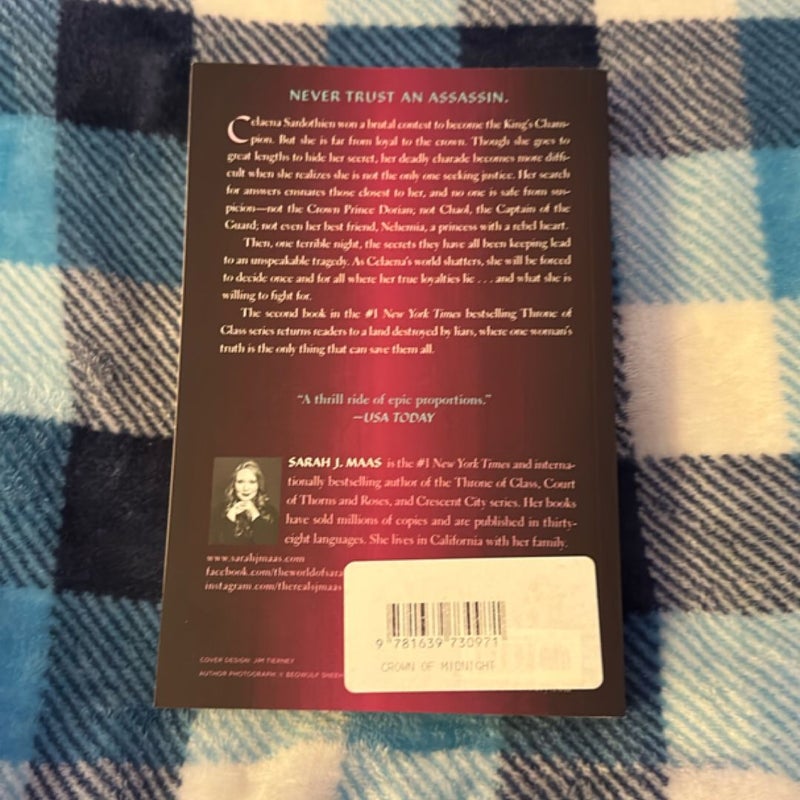 NEVER TRUST AN ASSASSIN.
Celaena Sardothien won a brutal contest to become the King's Cham-
pion. But she is far from loyal to the crown. Though she goes to
great lengths to hide her secret, her deadly charade becomes more diffi-
cult when she realizes she is not the only one seeking justice. Her search
for answers ensnares those closest to her, and no one is safe from sus-
picion—not the Crown Prince Dorian; not Chaol, the Captain of the
Guard; not even her best friend, Nehemia, a princess with a rebel heart.
Then, one terrible night, the secrets they have all been keeping lead
to an unspeakable tragedy. As Celaena's world shatters, she will be forced
to decide once and for all where her true loyalties lie . . . and what she is
willing to fight for.
The second book in the #1 New York Times bestselling Throne of
Glass series returns readers to a land destroyed by liars, where one woman's
truth is the only thing that can save them all.
"A thrill ride of epic proportions."
—USA TODAY
SARAH J. MAAS is the #1 New York Times and interna-
tionally bestselling author of the Throne of Glass, Court
of Thorns and Roses, and Crescent City series. Her books
have sold millions of copies and are published in thirty-
eight languages. She lives in California with her family.
www.sarahjmaas.com
facebook.com/theworldofsara
instagram.com/therealsjmaas
9 781639 730971
CROWN OF MIDNIGHT
COVER DESIGN: JIM TIERNEY
AUTHOR PHOTOGRAPH: © BEOWULF SHEEH